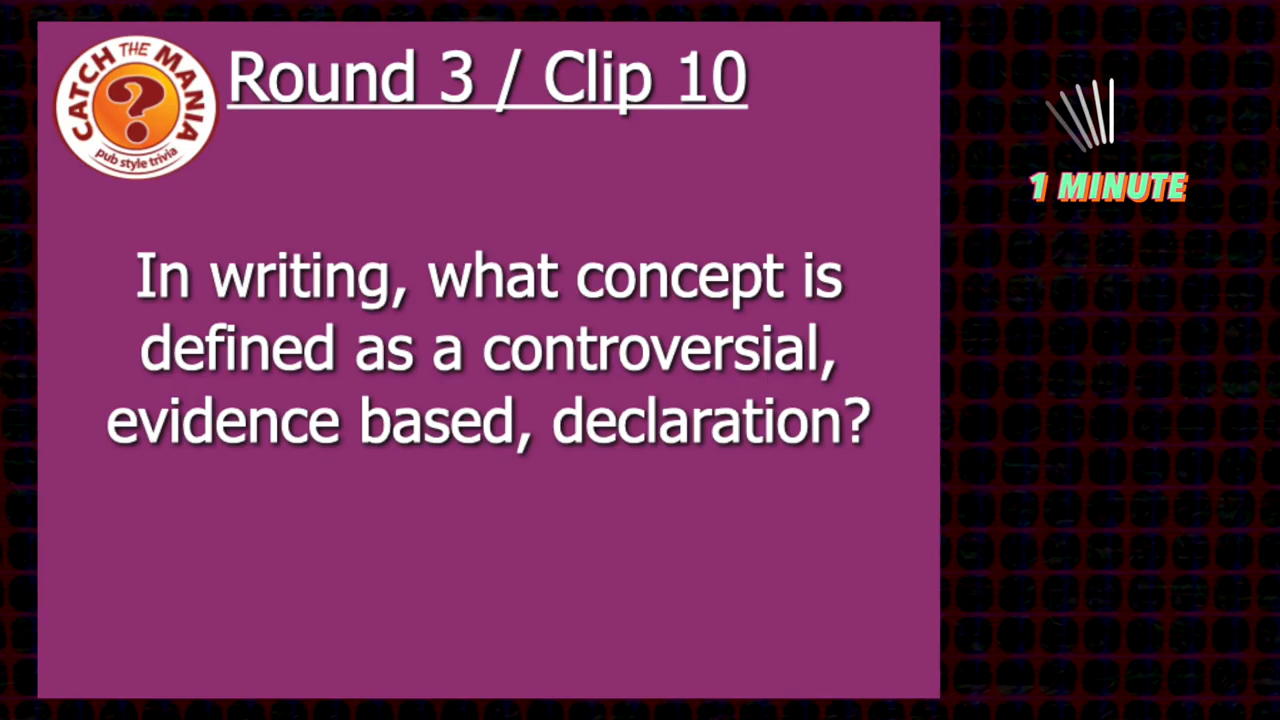 CATCH THE MANIA
?
pub style trivia
Round 3 / Clip 10
1 MINUTE
In writing, what concept is
defined as a controversial,
evidence based, declaration?